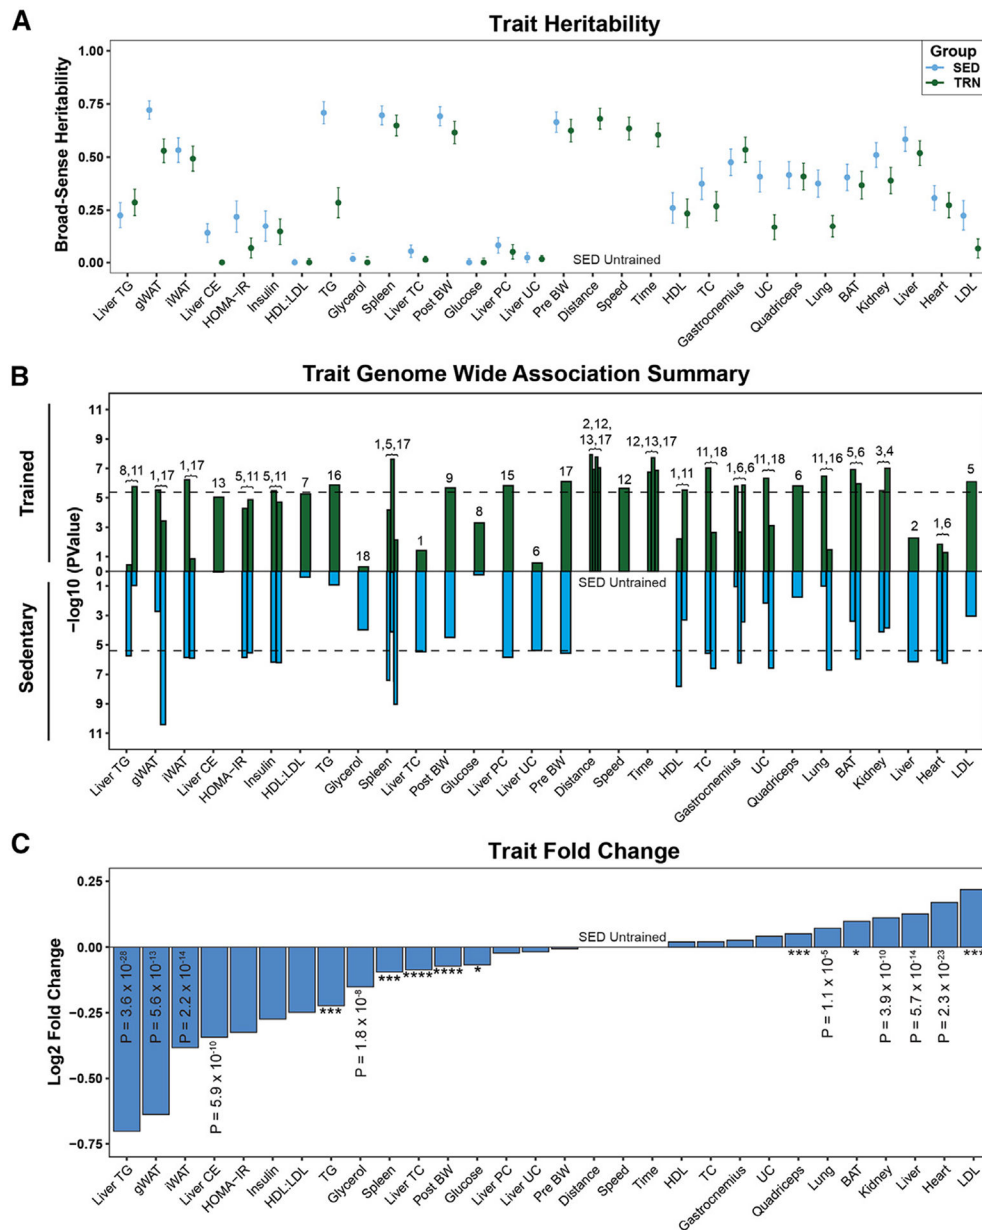 A
Trait Heritability
Broad-Sense Heritability
1.00
0.75
0.50
0.25
0.00
Group
SED
TRN
SED Untrained
Liver TG
gWAT
iWAT
Liver CE
HOMA-IR
Insulin
HDL:LDL
TG
Glycerol
Spleen
Liver TC
Post BW
Glucose
Liver PC
Liver UC
Pre BW
Distance
Speed
Time
HDL
TC
Gastrocnemius
UC
Quadriceps
Lung
BAT
Kidney
Liver
Heart
LDL
B
Trait Genome Wide Association Summary
Trained
Sedentary
−log10 (PValue)
11
9
7
5
3
1
0
1
3
5
7
9
11
8,11
1,17
1,17
13
5,11
5,11
7
16
18
1,5,17
1
9
8
15
6
17
2,12,
13,17
12
12,13,17
1,11
11,18
1,6,6
11,18
6
11,16
5,6
3,4
2
1,6
5
SED Untrained
Liver TG
gWAT
iWAT
Liver CE
HOMA−IR
Insulin
HDL:LDL
TG
Glycerol
Spleen
Liver TC
Post BW
Glucose
Liver PC
Liver UC
Pre BW
Distance
Speed
Time
HDL
TC
Gastrocnemius
UC
Quadriceps
Lung
BAT
Kidney
Liver
Heart
LDL
C
Trait Fold Change
Log2 Fold Change
0.25
0.00
−0.25
−0.50
−0.75
P = 3.6 x 10⁻²⁸
P = 5.6 x 10⁻¹³
P = 2.2 x 10⁻¹⁴
P = 5.9 x 10⁻¹⁰
***
P = 1.8 x 10⁻⁸
***
****
****
*
SED Untrained
***
P = 1.1 x 10⁻⁵
*
P = 3.9 x 10⁻¹⁰
P = 5.7 x 10⁻¹⁴
P = 2.3 x 10⁻²³
***
Liver TG
gWAT
iWAT
Liver CE
HOMA−IR
Insulin
HDL:LDL
TG
Glycerol
Spleen
Liver TC
Post BW
Glucose
Liver PC
Liver UC
Pre BW
Distance
Speed
Time
HDL
TC
Gastrocnemius
UC
Quadriceps
Lung
BAT
Kidney
Liver
Heart
LDL